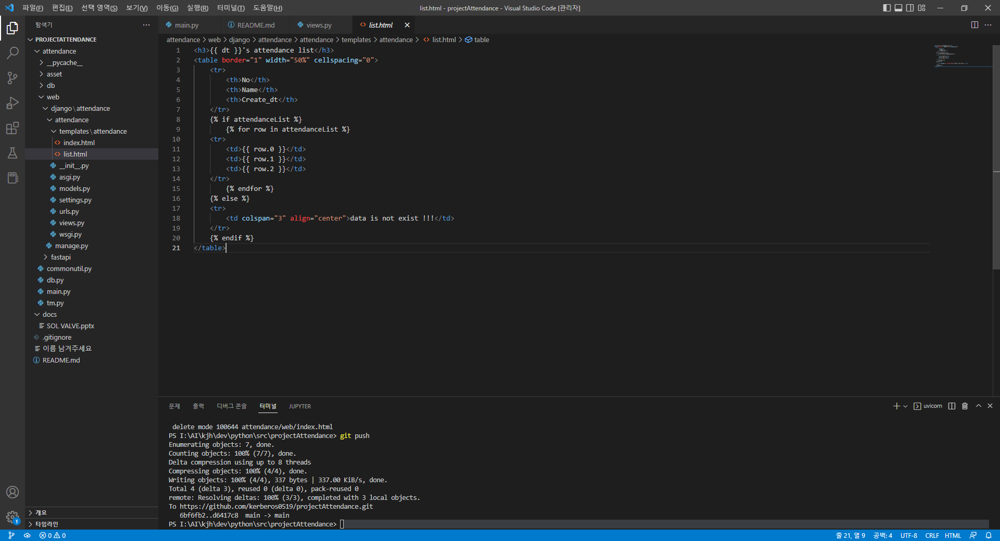 파일(F) 편집(E) 선택 영역(S) 보기(V) 이동(G) 실행(R) 터미널(T) 도움말(H)
list.html - projectAttendance - Visual Studio Code [관리자]
탐색기
PROJECTATTENDANCE
attendance
__pycache__
asset
db
web
django\attendance
attendance
templates\attendance
index.html
list.html
__init__.py
asgi.py
models.py
settings.py
urls.py
views.py
wsgi.py
manage.py
fastapi
commonutil.py
db.py
main.py
tm.py
docs
SOL VALVE.pptx
.gitignore
이름 남겨주세요
README.md
개요
타임라인
main.py README.md views.py list.html
attendance > web > django > attendance > attendance > templates > attendance > list.html > table
1 <h3>{{ dt }}'s attendance list</h3>
2 <table border="1" width="50%" cellspacing="0">
3 <tr>
4 <th>No</th>
5 <th>Name</th>
6 <th>Create_dt</th>
7 </tr>
8 {% if attendanceList %}
9 {% for row in attendanceList %}
10 <tr>
11 <td>{{ row.0 }}</td>
12 <td>{{ row.1 }}</td>
13 <td>{{ row.2 }}</td>
14 </tr>
15 {% endfor %}
16 {% else %}
17 <tr>
18 <td colspan="3" align="center">data is not exist !!!</td>
19 </tr>
20 {% endif %}
21 </table>
문제 출력 디버그 콘솔 터미널 JUPYTER
uvicorn
delete mode 100644 attendance/web/index.html
PS I:\AI\kjh\dev\python\src\projectAttendance> git push
Enumerating objects: 7, done.
Counting objects: 100% (7/7), done.
Delta compression using up to 8 threads
Compressing objects: 100% (4/4), done.
Writing objects: 100% (4/4), 337 bytes | 337.00 KiB/s, done.
Total 4 (delta 3), reused 0 (delta 0), pack-reused 0
remote: Resolving deltas: 100% (3/3), completed with 3 local objects.
To https://github.com/kerberos0519/projectAttendance.git
6bf6fb2..d6417c8  main -> main
PS I:\AI\kjh\dev\python\src\projectAttendance>
1
0 0
줄 21, 열 9 공백: 4 UTF-8 CRLF HTML